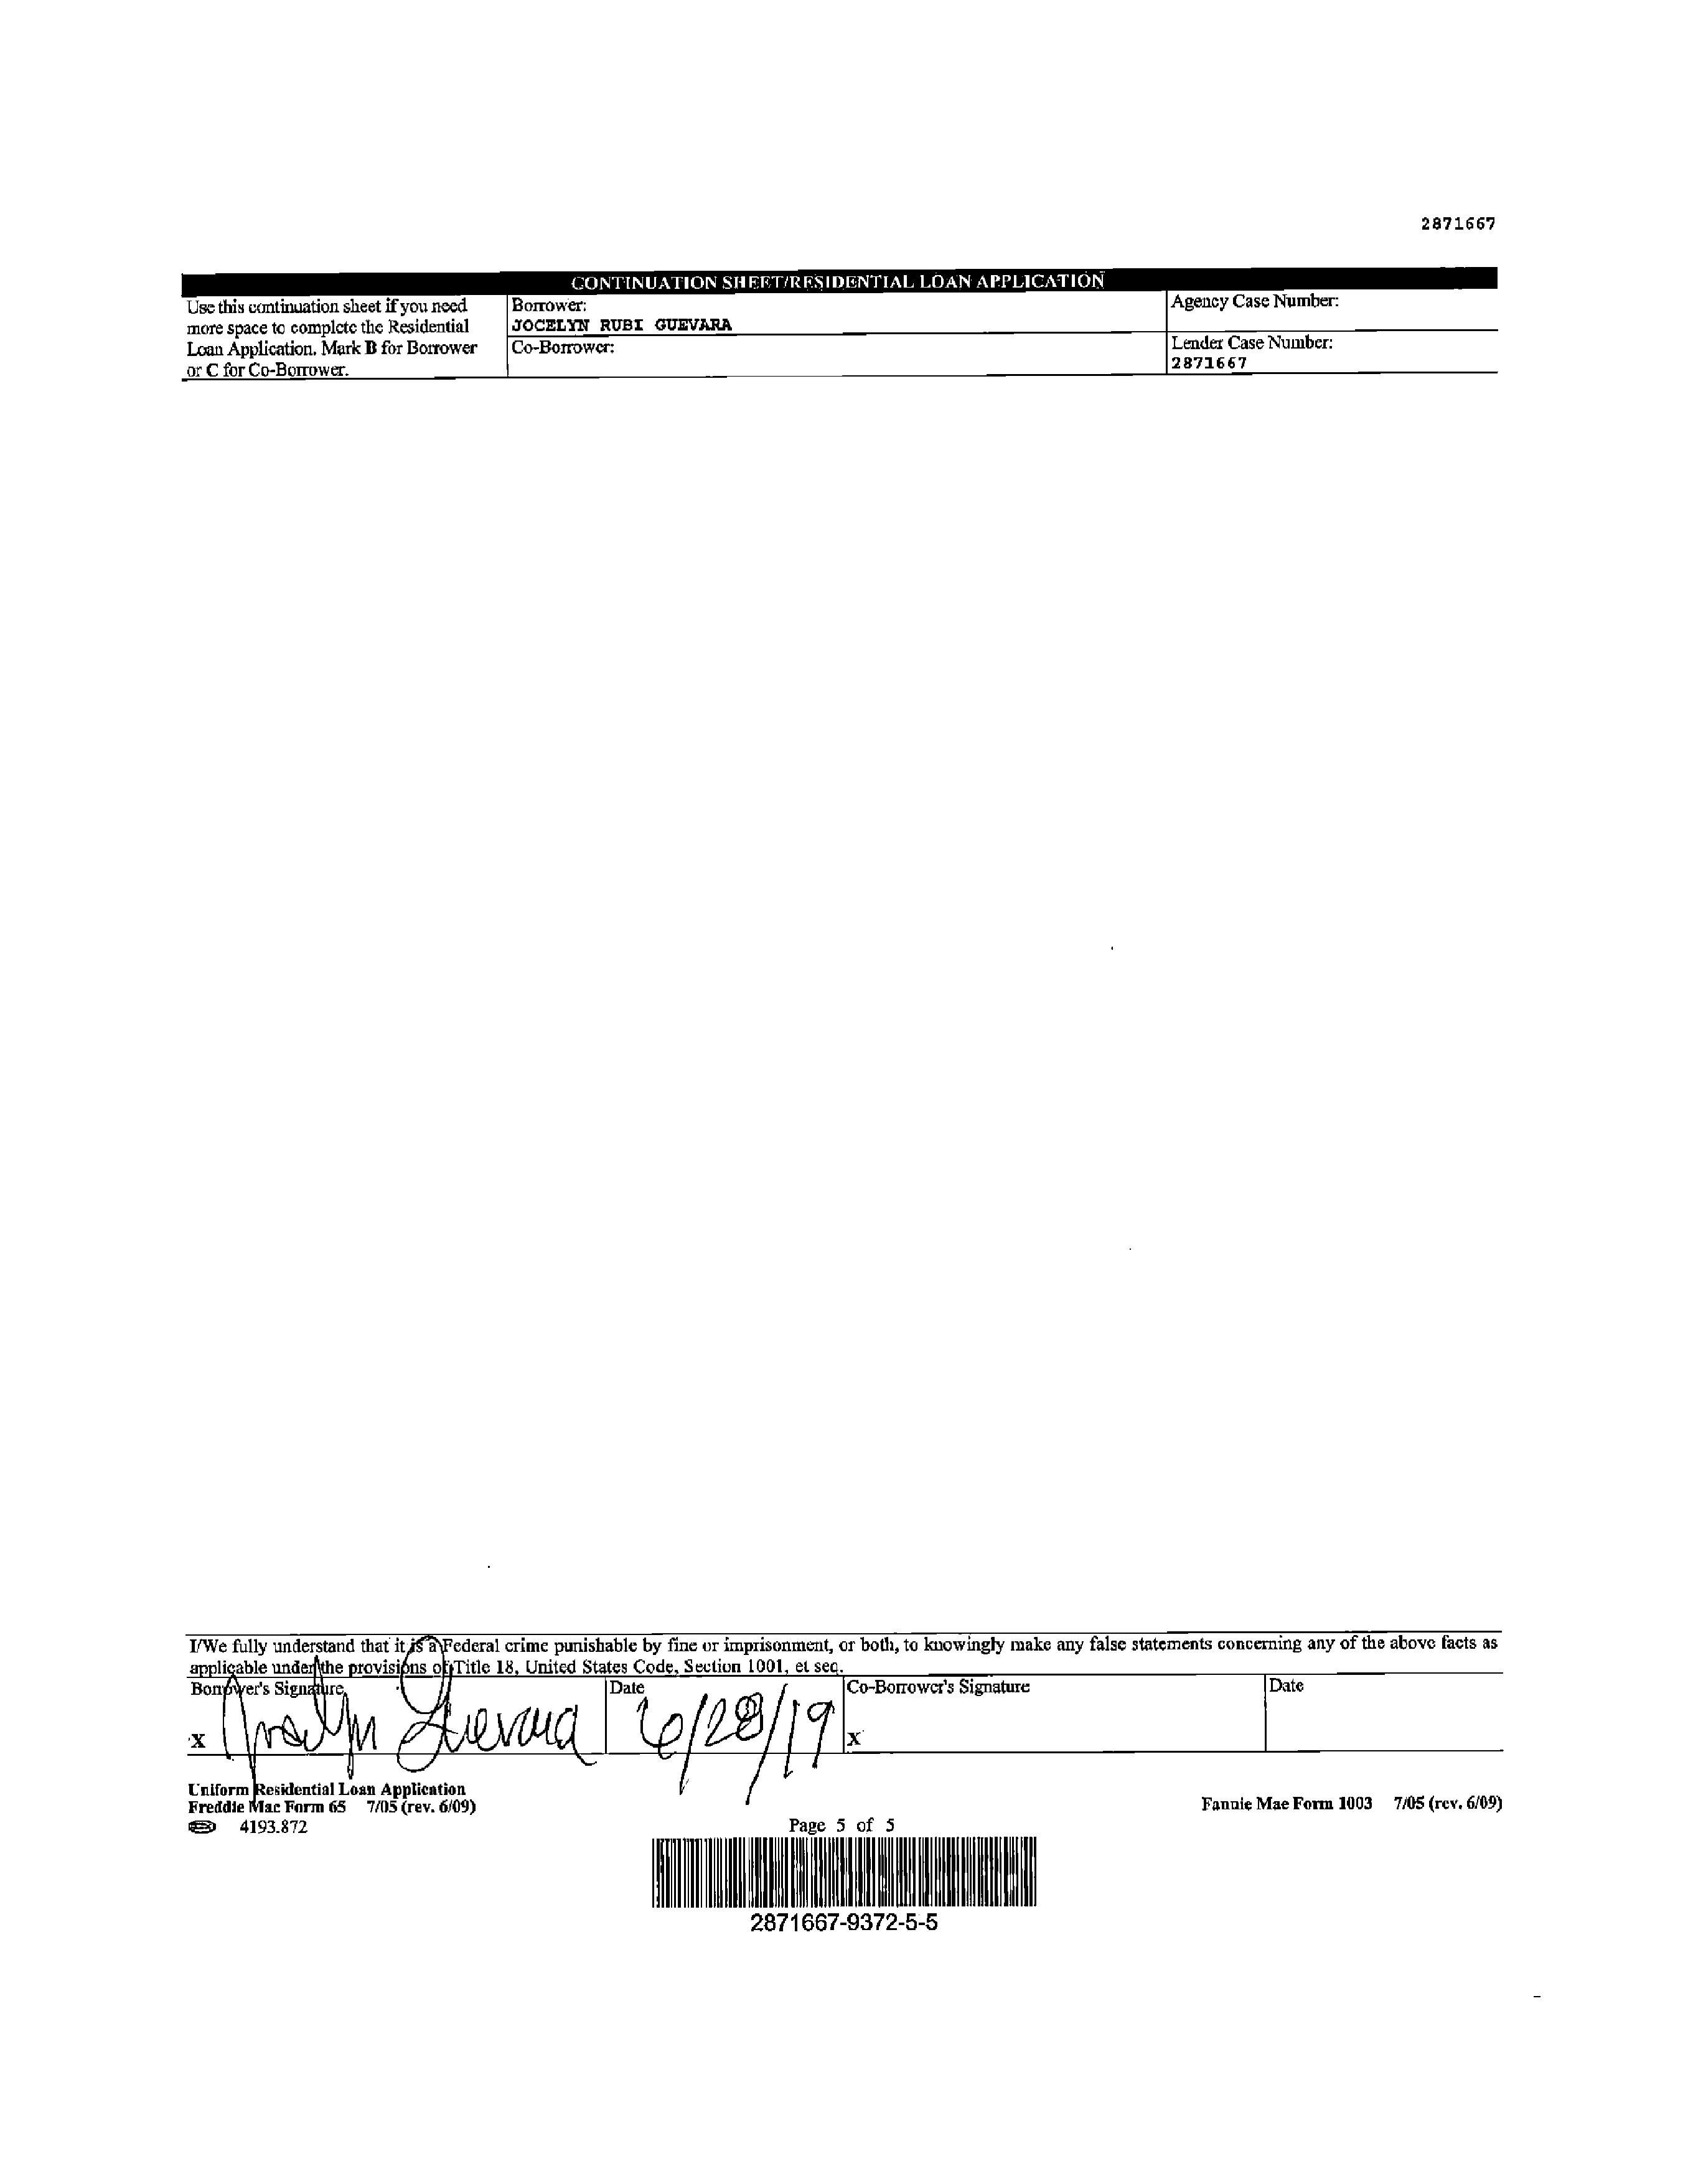 2871667
CONTINUATION SHEET/RESIDENTIAL LOAN APPLICATION
Use this continuation sheet if you need
more space to complete the Residential
Loan Application. Mark B for Borrower
or C for Co-Borrower.
Borrower:
JOCELYN RUBI GUEVARA
Co-Borrower:
Agency Case Number:
Lender Case Number:
2871667
I/We fully understand that it is a Federal crime punishable by fine or imprisonment, or both, to knowingly make any false statements concerning any of the above facts as
applicable under the provisions of Title 18, United States Code, Section 1001, et seq.
Borrower's Signature
X Jocelyn Guevara
Date
6/28/19
Co-Borrower's Signature
X
Date
Uniform Residential Loan Application
Freddie Mac Form 65 7/05 (rev. 6/09)
4193.872
Page 5 of 5
Fannie Mae Form 1003 7/05 (rev. 6/09)
2871667-9372-5-5